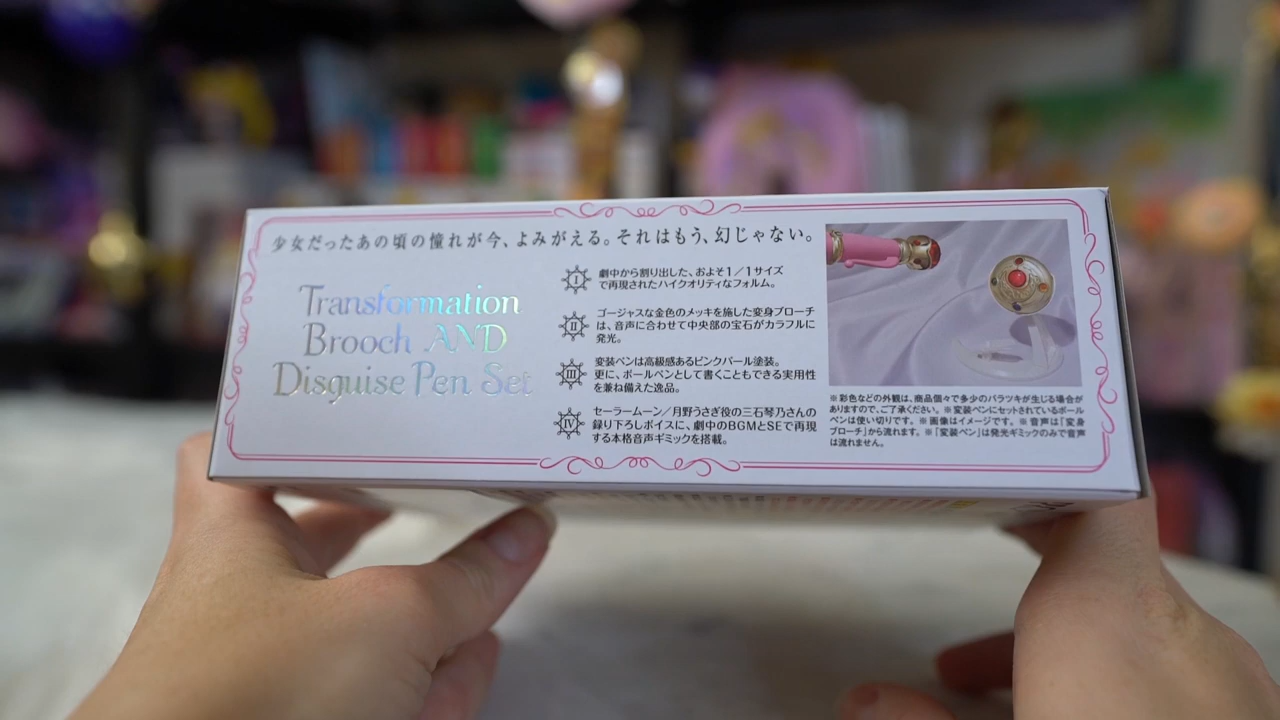 少女だったあの頃の憧れが今、よみがえる。それはもう、幻じゃない。
Transformation
Brooch AND
Disguise Pen Set
I
劇中から割り出した、およそ1/1サイズ
で再現されたハイクオリティなフォルム。
II
ゴージャスな金色のメッキを施した変身ブローチ
は、音声に合わせて中央部の宝石がカラフルに
発光。
III
変装ペンは高級感あるピンクパール塗装。
更に、ボールペンとして書くこともできる実用性
を兼ね備えた逸品。
IV
セーラームーン/月野うさぎ役の三石琴乃さんの
録り下ろしボイスに、劇中のBGMとSEで再現
する本格音声ギミックを搭載。
※彩色などの外観は、商品個々で多少のバラツキが生じる場合が
ありますので、ご了承ください。※変装ペンにセットされているボール
ペンは使い切りです。※画像はイメージです。※音声は「変身
ブローチ」から流れます。※「変装ペン」は発光ギミックのみで音声
は流れません。